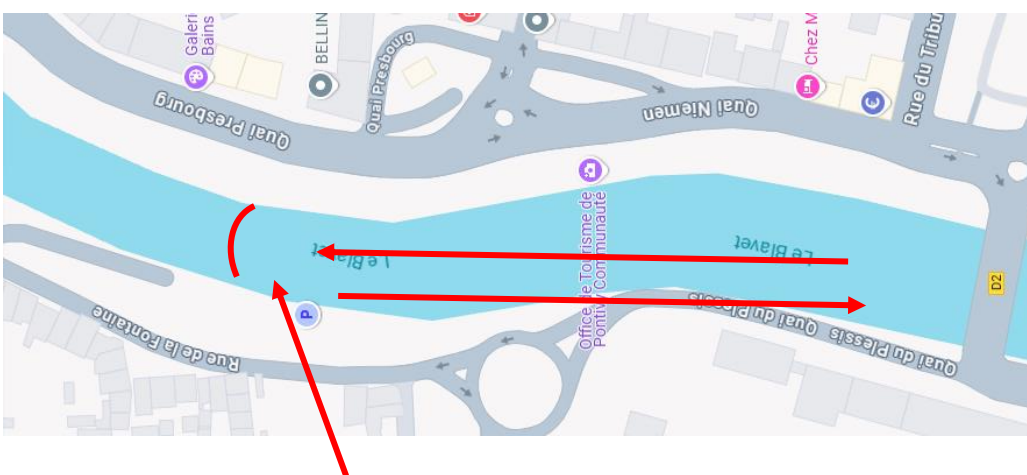 Galeri
Bains
BELLIN
Quai Presbourg
Quai Presbourg
Quai Niemen
Chez M
€
Rue du Tribu
Office de Tourisme de
Pontivy Communauté
Le Blavet
Le Blavet
D2
P
Quai du Plessis
Quai du Plessis
Rue de la Fontaine